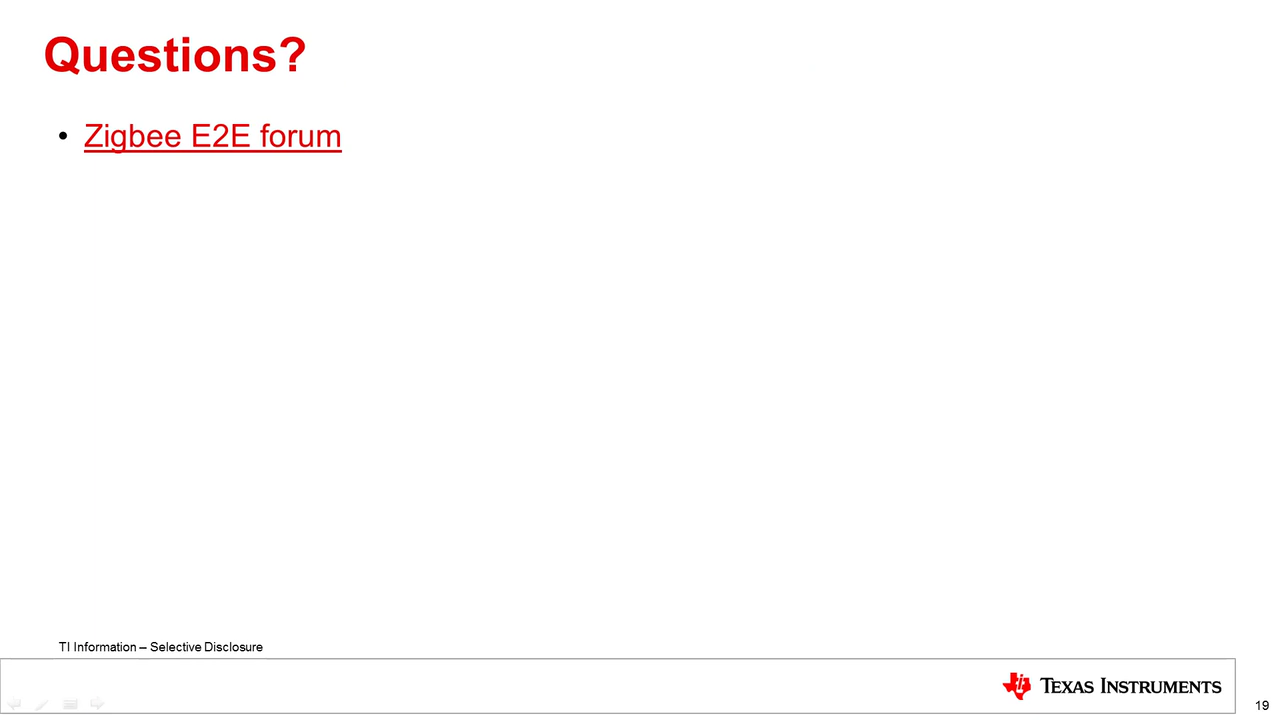 Questions?
• Zigbee E2E forum
TI Information – Selective Disclosure
TEXAS INSTRUMENTS
19